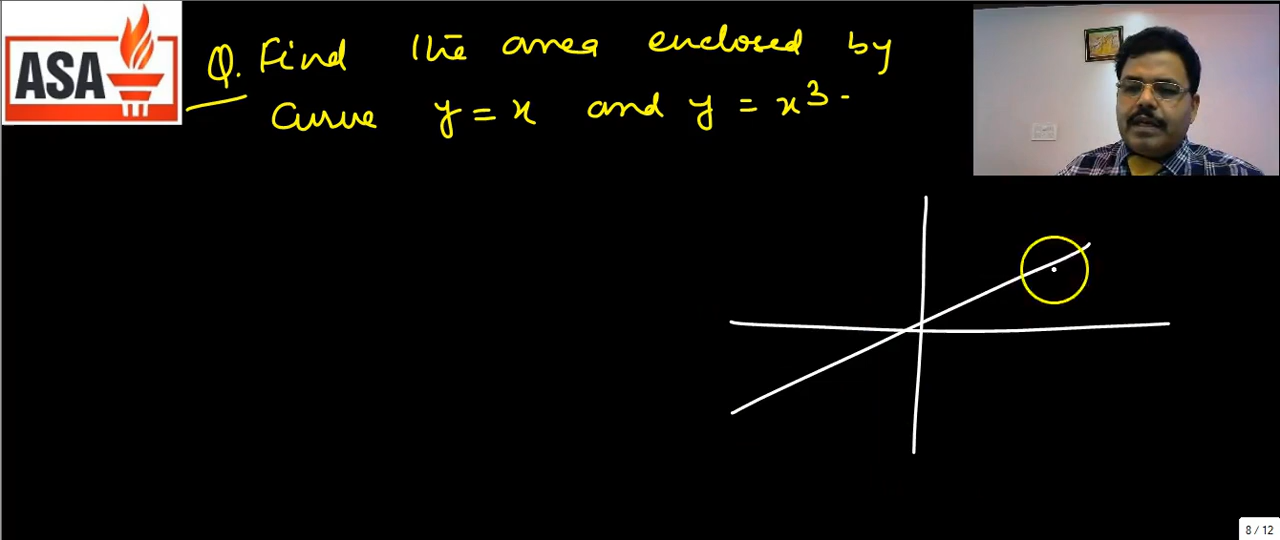 ASA
Q. Find the area enclosed by
curve y = x and y = x³.
8 / 12